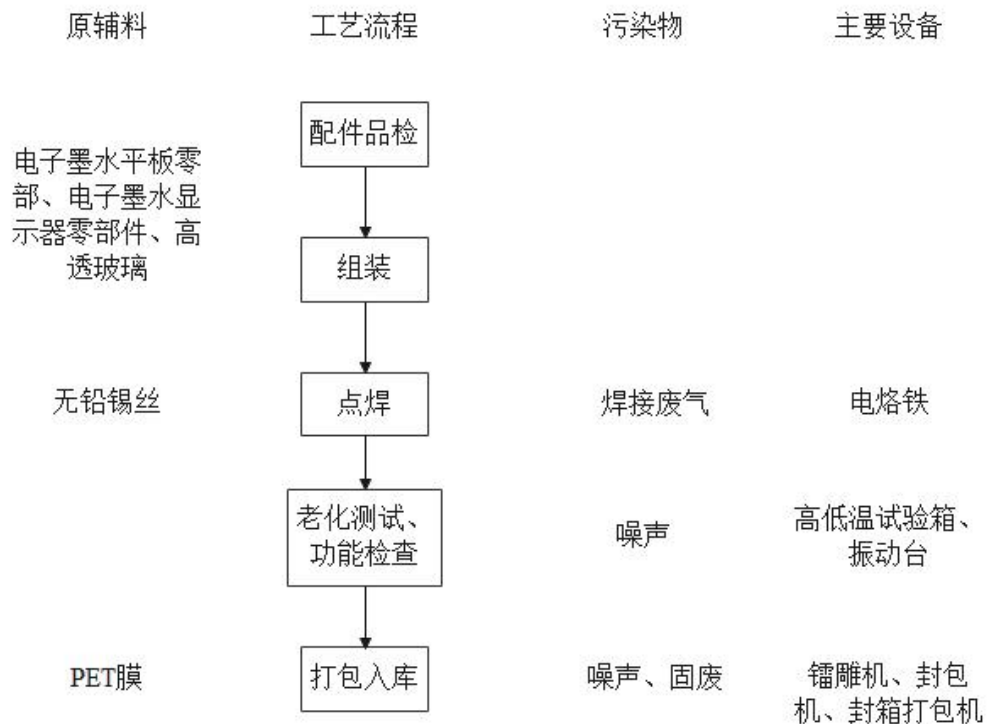 原辅料 工艺流程 污染物 主要设备
配件品检
电子墨水平板零
部、电子墨水显
示器零部件、高
透玻璃
组装
无铅锡丝 点焊 焊接废气 电烙铁
老化测试、
功能检查
噪声
高低温试验箱、
振动台
PET膜 打包入库 噪声、固废 镭雕机、封包
机、封箱打包机